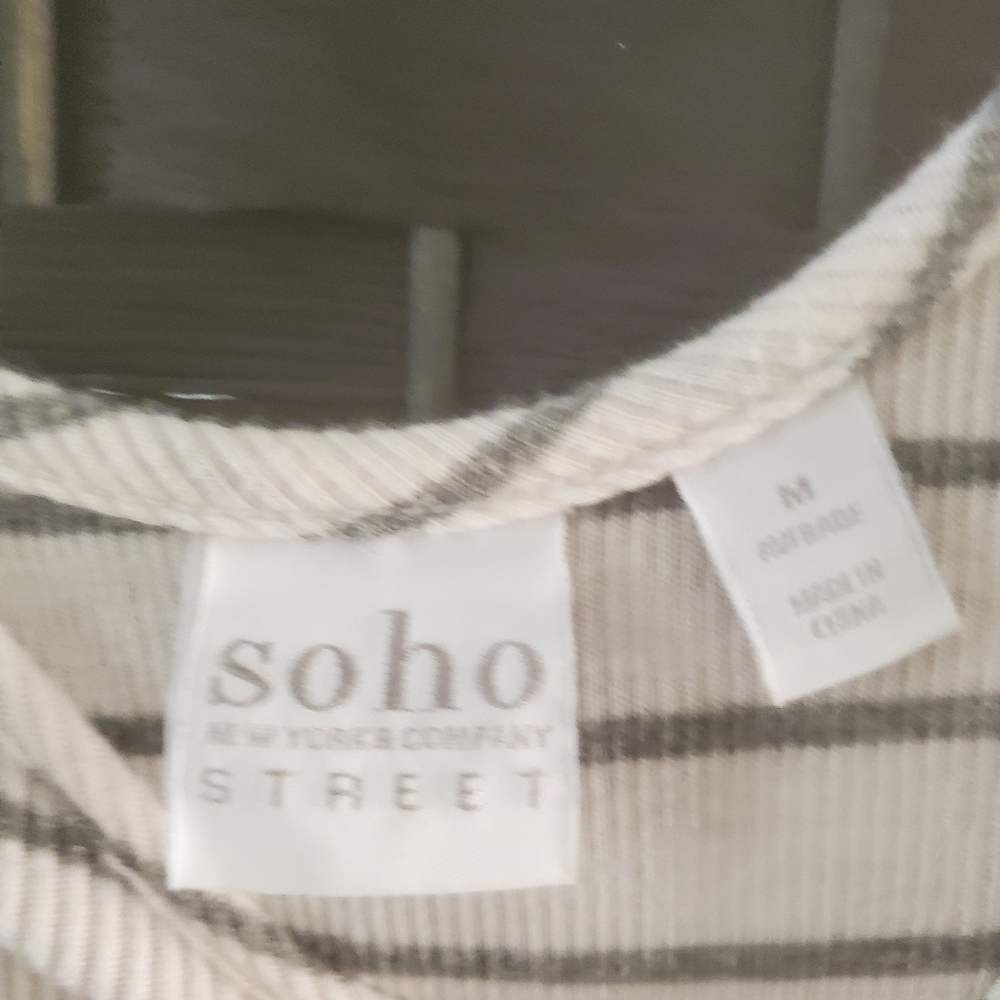 soho
NEW YORK & COMPANY
STREET
M
MADE IN
CHINA